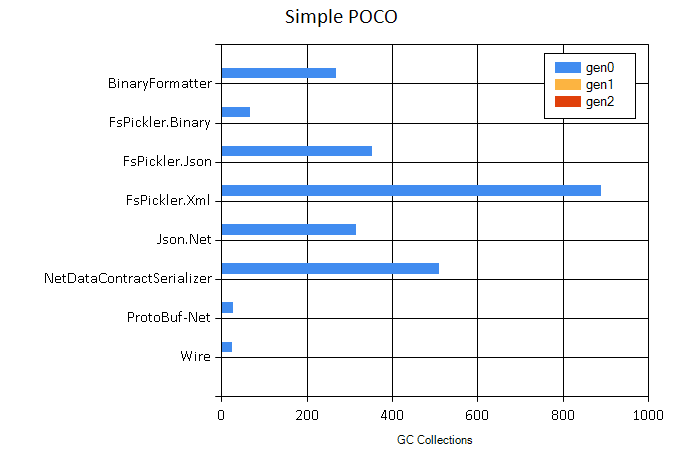 Simple POCO
gen0
gen1
gen2
BinaryFormatter
FsPickler.Binary
FsPickler.Json
FsPickler.Xml
Json.Net
NetDataContractSerializer
ProtoBuf-Net
Wire
0 200 400 600 800 1000
GC Collections